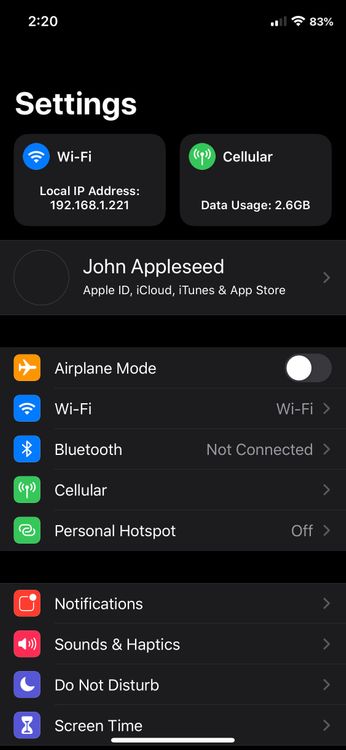 2:20 83%
Settings
Wi-Fi
Local IP Address:
192.168.1.221
Cellular
Data Usage: 2.6GB
John Appleseed
Apple ID, iCloud, iTunes & App Store
Airplane Mode
Wi-Fi Wi-Fi
Bluetooth Not Connected
Cellular
Personal Hotspot Off
Notifications
Sounds & Haptics
Do Not Disturb
Screen Time